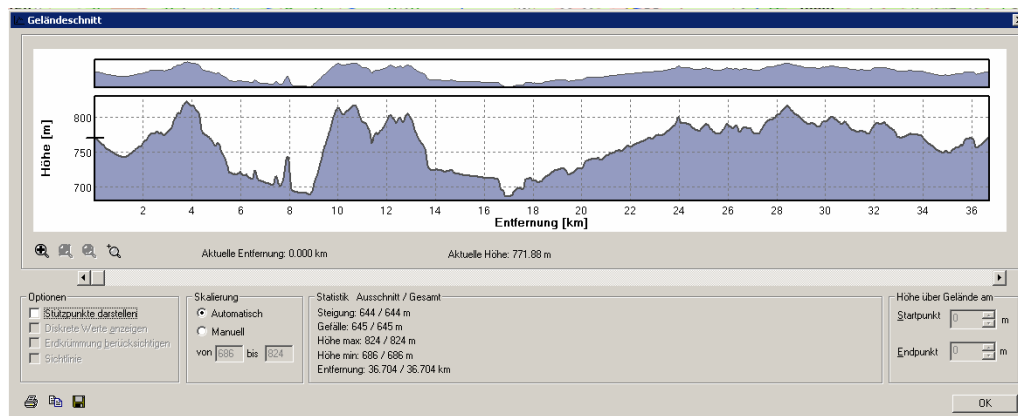 Geländeschnitt
Höhe [m]
800
750
700
2 4 6 8 10 12 14 16 18 20 22 24 26 28 30 32 34 36
Entfernung [km]
Aktuelle Entfernung: 0.000 km Aktuelle Höhe: 771.88 m
Optionen
Stützpunkte darstellen
Diskrete Werte anzeigen
Erdkrümmung berücksichtigen
Sichtlinie
Skalierung
Automatisch
Manuell
von 686 bis 824
Statistik Ausschnitt / Gesamt
Steigung: 644 / 644 m
Gefälle: 645 / 645 m
Höhe max: 824 / 824 m
Höhe min: 686 / 686 m
Entfernung: 36.704 / 36.704 km
Höhe über Gelände am
Startpunkt 0 m
Endpunkt 0 m
OK